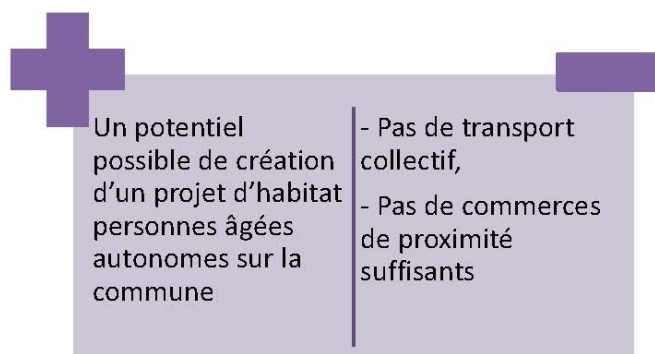 Un potentiel
possible de création
d'un projet d'habitat
personnes âgées
autonomes sur la
commune
- Pas de transport
collectif,
- Pas de commerces
de proximité
suffisants